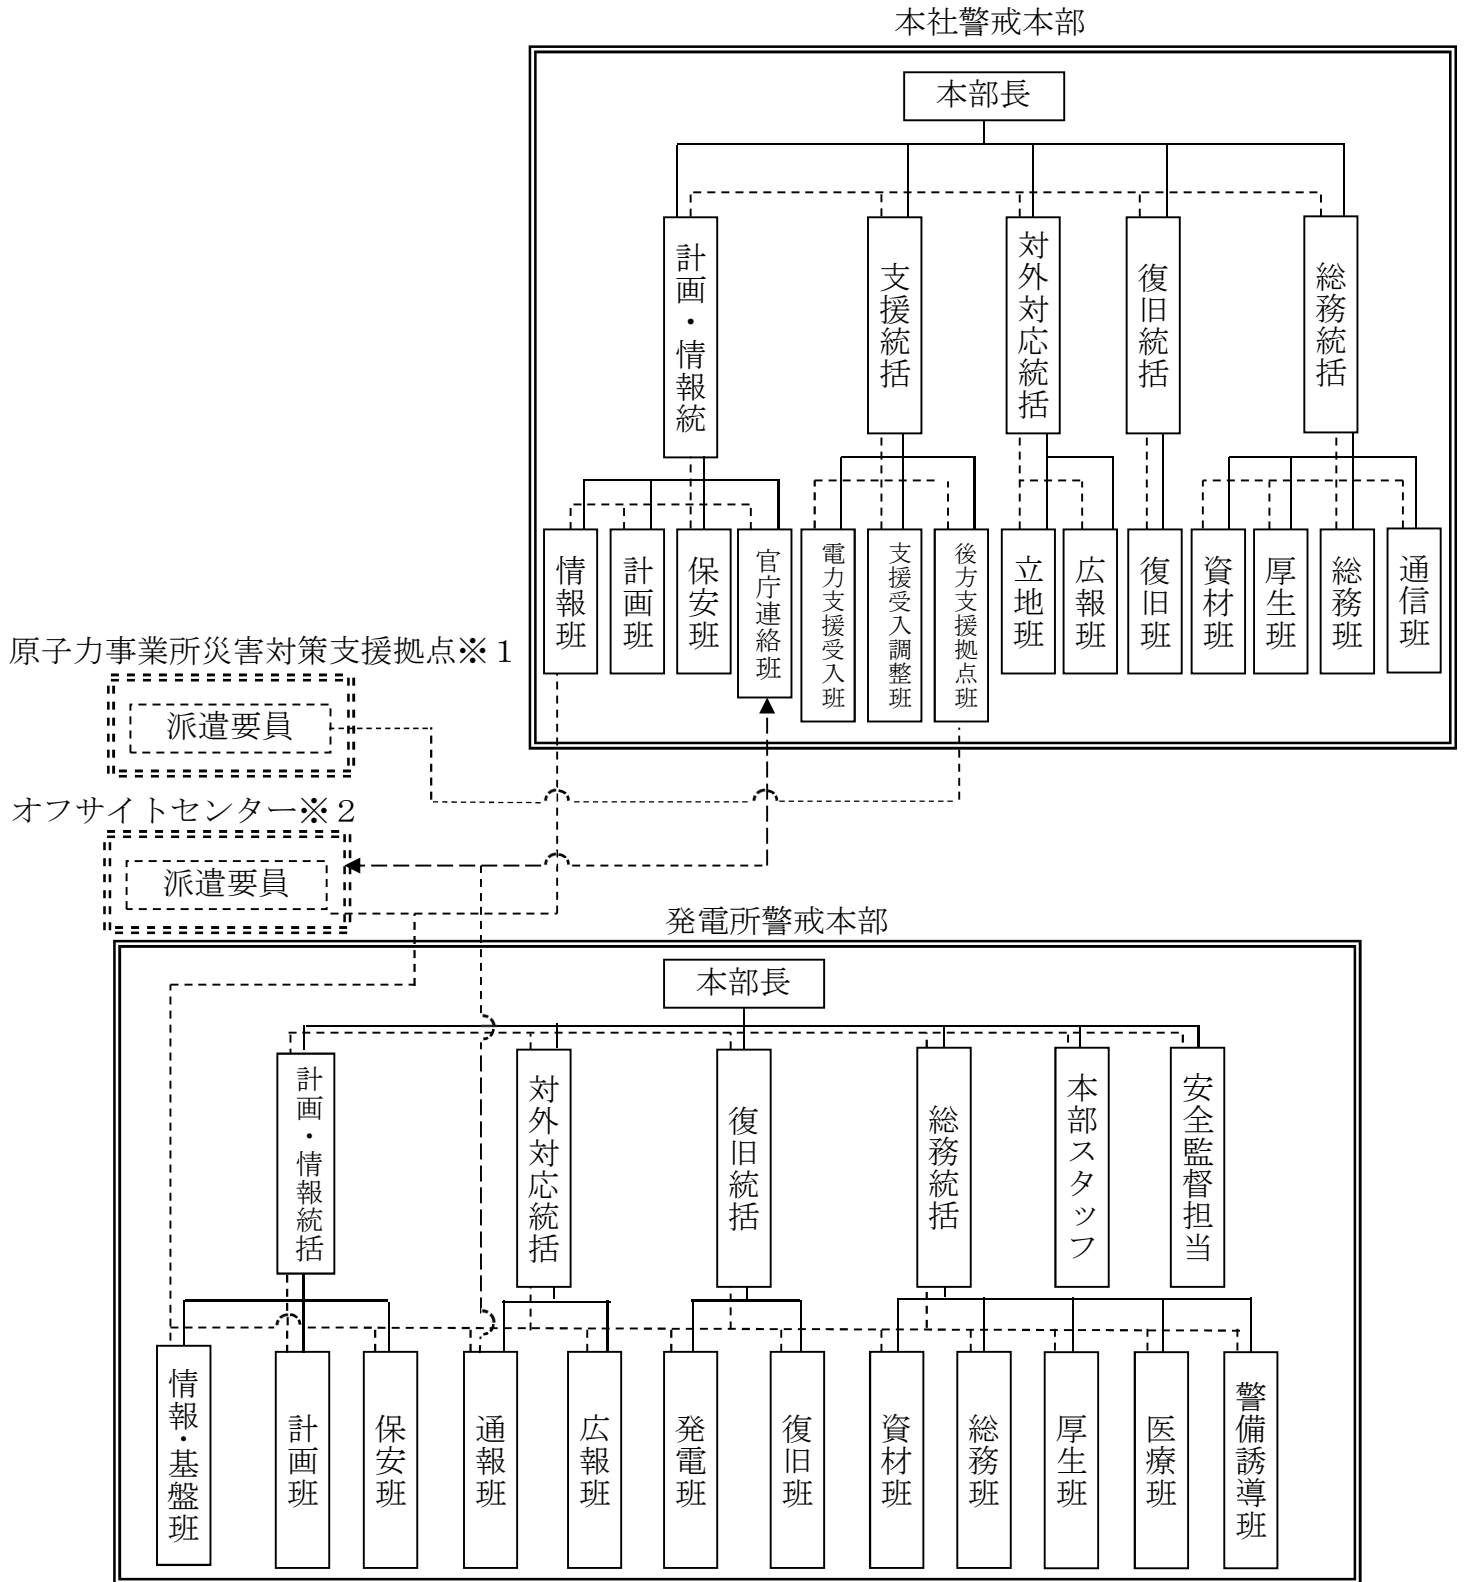 本社警戒本部
本部長
計画・情報統
支援統括
対外対応統括
復旧統括
総務統括
情報班
計画班
保安班
官庁連絡班
電力支援受入班
支援受入調整班
後方支援拠点班
立地班
広報班
復旧班
資材班
厚生班
総務班
通信班
原子力事業所災害対策支援拠点※１
派遣要員
オフサイトセンター※２
派遣要員
発電所警戒本部
本部長
計画・情報統括
対外対応統括
復旧統括
総務統括
本部スタッフ
安全監督担当
情報・基盤班
計画班
保安班
通報班
広報班
発電班
復旧班
資材班
総務班
厚生班
医療班
警備誘導班